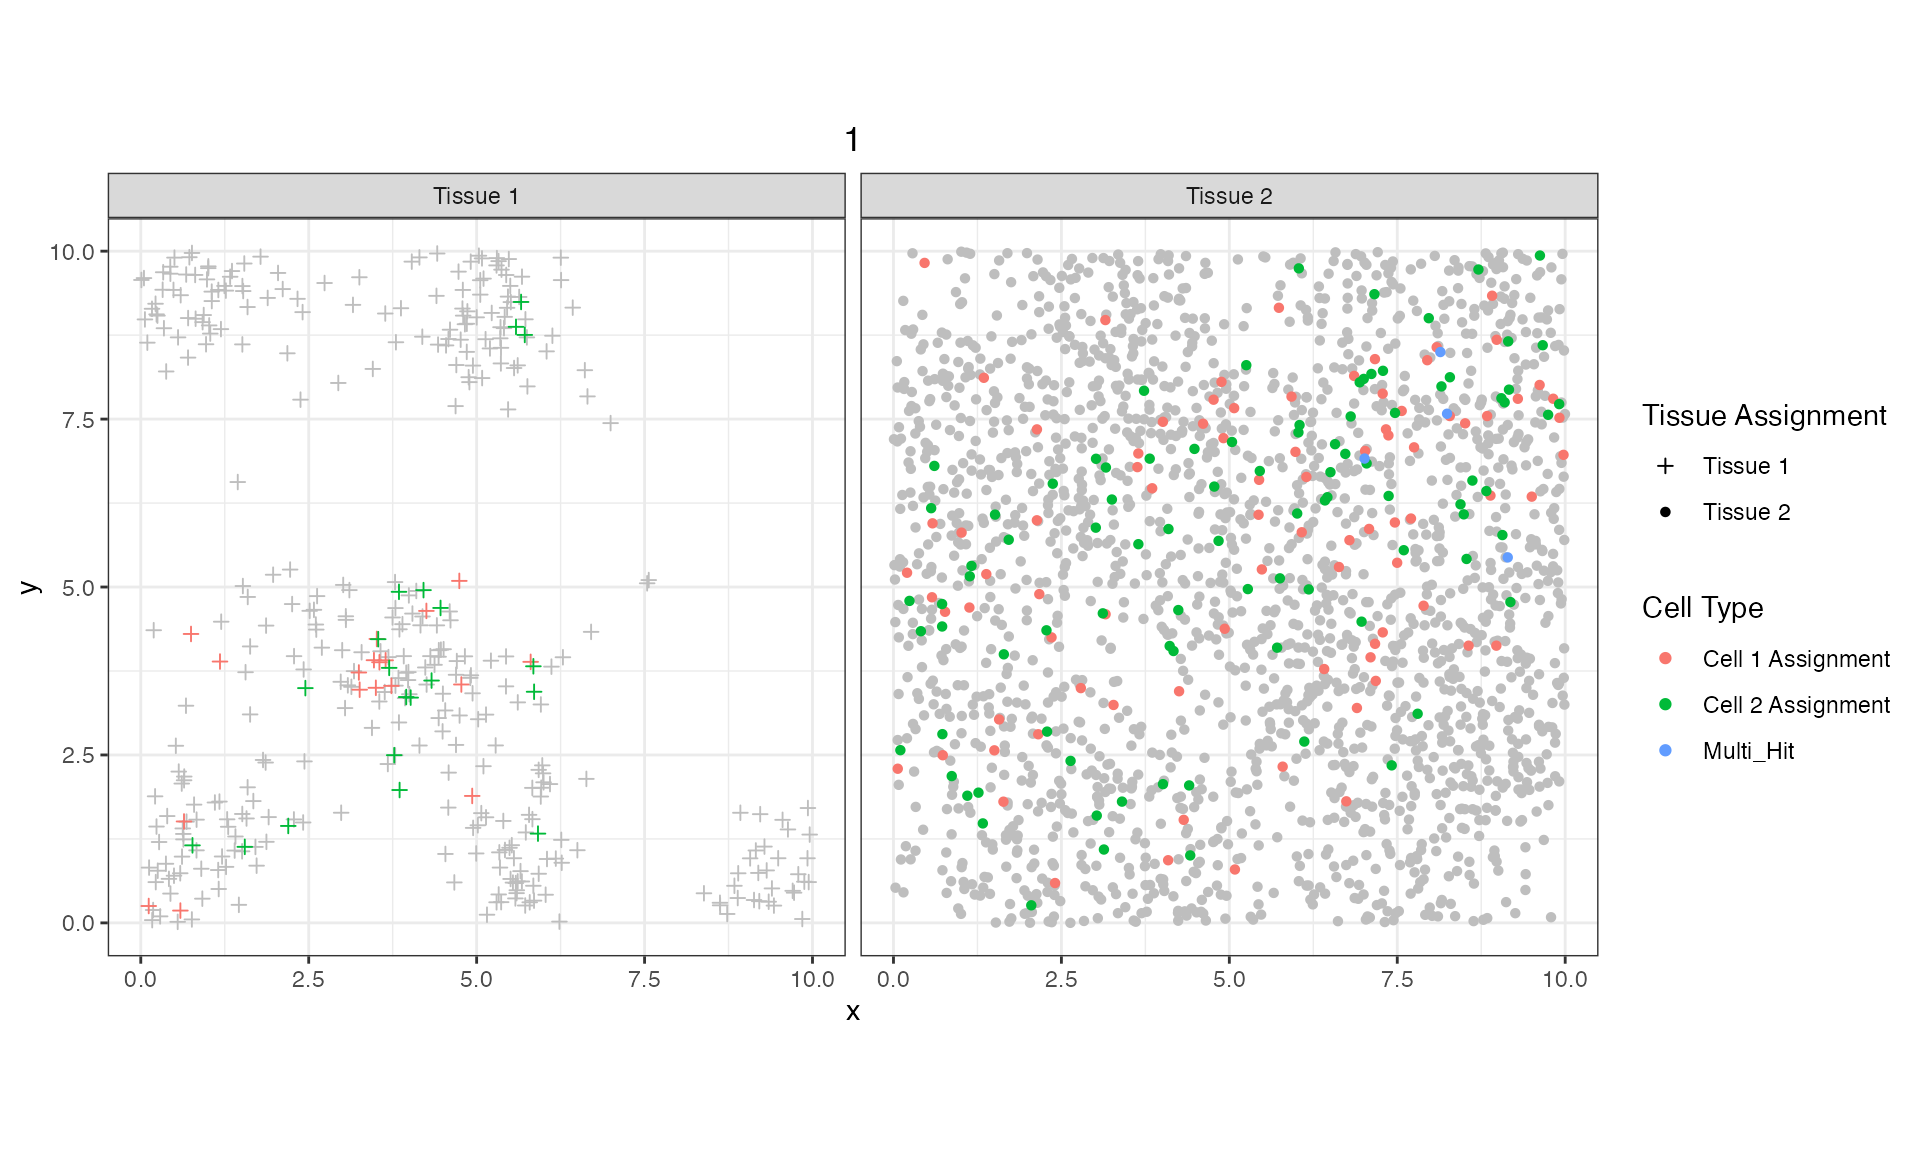 1
Tissue 1
Tissue 2
10.0
7.5
5.0
2.5
0.0
y
0.0 2.5 5.0 7.5 10.0
0.0 2.5 5.0 7.5 10.0
x
Tissue Assignment
Tissue 1
Tissue 2
Cell Type
Cell 1 Assignment
Cell 2 Assignment
Multi_Hit